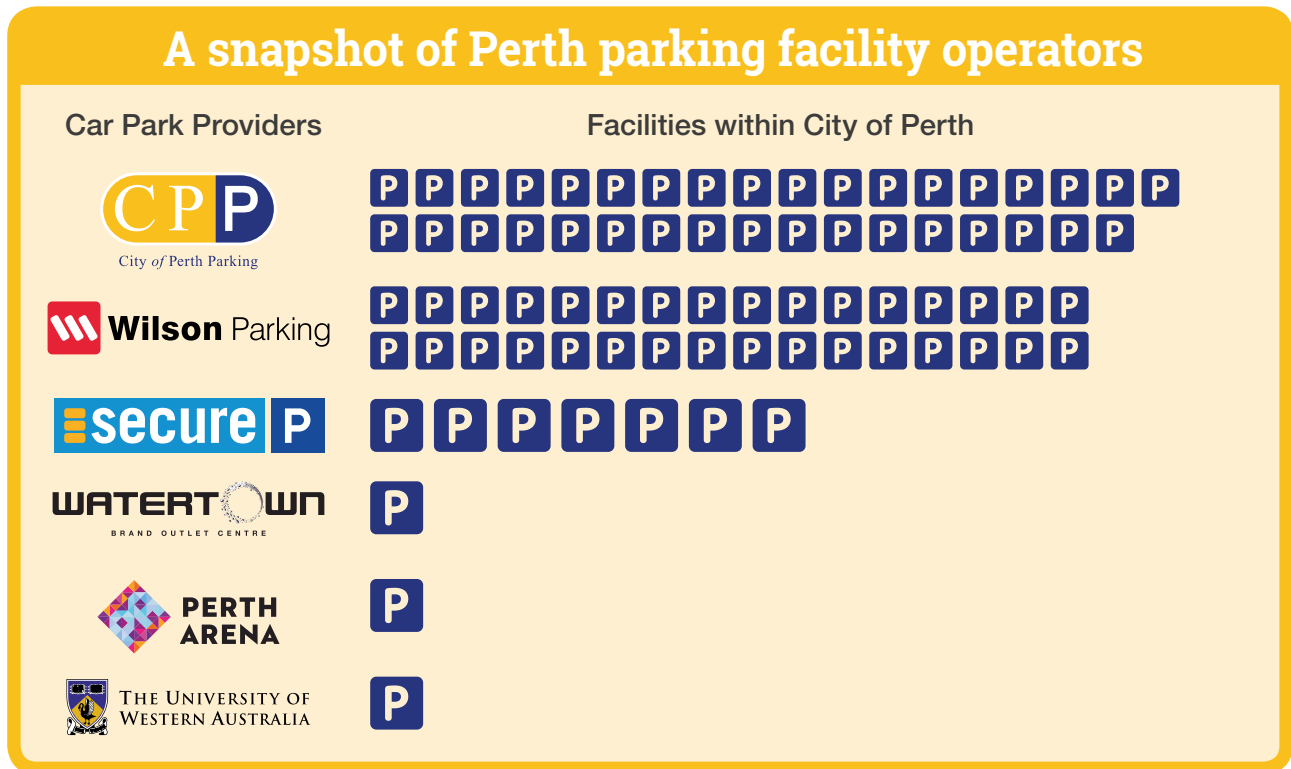 A snapshot of Perth parking facility operators
Car Park Providers Facilities within City of Perth
CPP
City of Perth Parking
P P P P P P P P P P P P P P P P P P
P P P P P P P P P P P P P P P P P
Wilson Parking
P P P P P P P P P P P P P P P P
P P P P P P P P P P P P P P P P
secure P
P P P P P P P
WATERTOWN
BRAND OUTLET CENTRE
P
PERTH
ARENA
P
THE UNIVERSITY OF
WESTERN AUSTRALIA
P